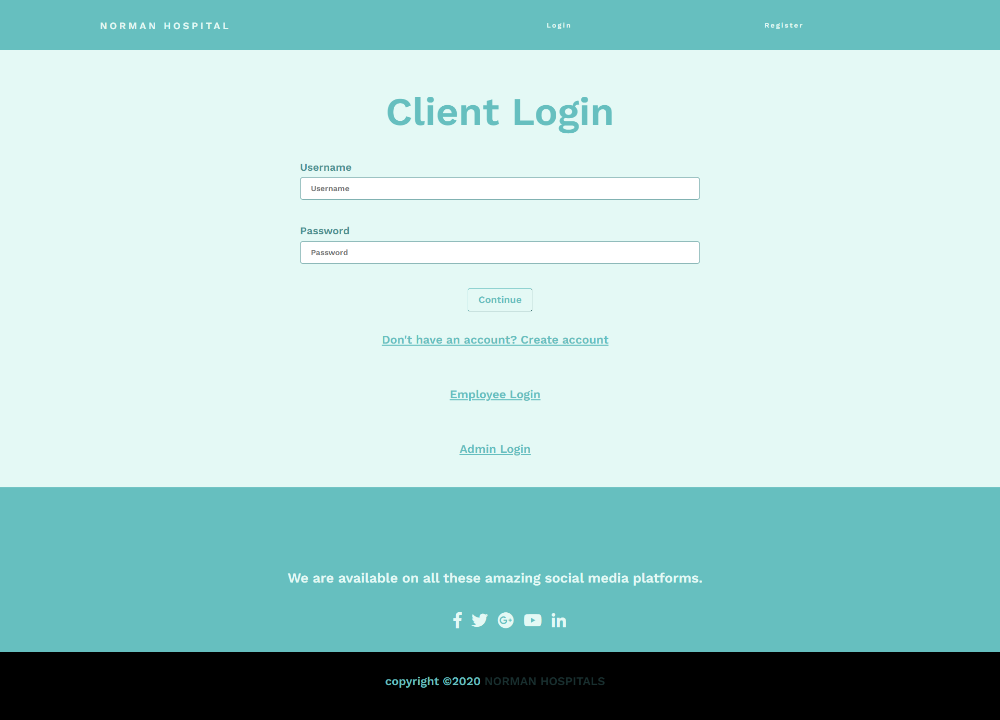 NORMAN HOSPITAL
Login
Register
Client Login
Username
Username
Password
Password
Continue
Don't have an account? Create account
Employee Login
Admin Login
We are available on all these amazing social media platforms.
copyright ©2020 NORMAN HOSPITALS